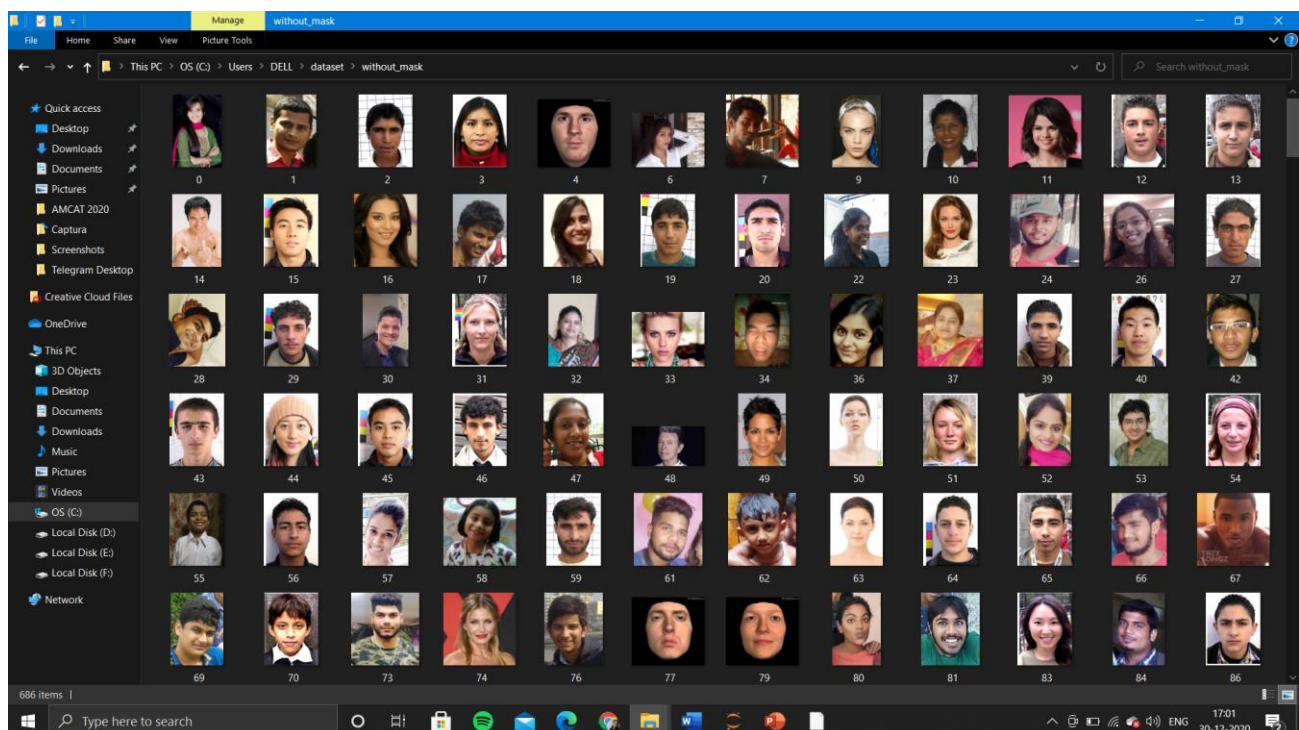 Manage
without_mask
File Home Share View Picture Tools
This PC > OS (C:) > Users > DELL > dataset > without_mask
Search without_mask
Quick access
Desktop
Downloads
Documents
Pictures
AMCAT 2020
Captura
Screenshots
Telegram Desktop
Creative Cloud Files
OneDrive
This PC
3D Objects
Desktop
Documents
Downloads
Music
Pictures
Videos
OS (C:)
Local Disk (D:)
Local Disk (E:)
Local Disk (F:)
Network
0 1 2 3 4 6 7 9 10 11 12 13
14 15 16 17 18 19 20 22 23 24 26 27
28 29 30 31 32 33 34 36 37 39 40 42
43 44 45 46 47 48 49 50 51 52 53 54
TREY
SONGZ
55 56 57 58 59 61 62 63 64 65 66 67
69 70 73 74 76 77 79 80 81 83 84 86
686 items
Type here to search
ENG
17:01
30-12-2020